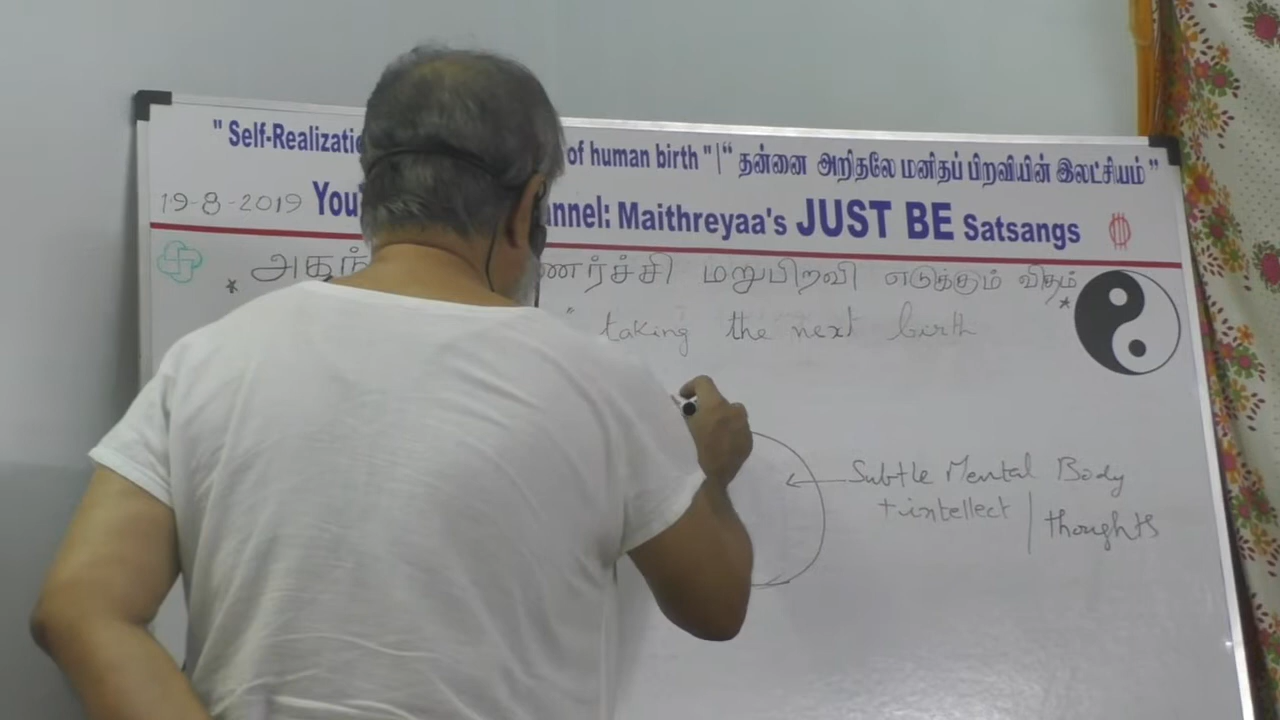 " Self-Realizatio of human birth " | “ தன்னை அறிதலே மனிதப் பிறவியின் இலட்சியம் ”
19-8-2019 You nnel: Maithreyaa's JUST BE Satsangs
* அகந் ணர்ச்சி மறுபிறவி எடுக்கும் விதம் *
" taking the next birth
Subtle Mental Body
+ intellect | thoughts